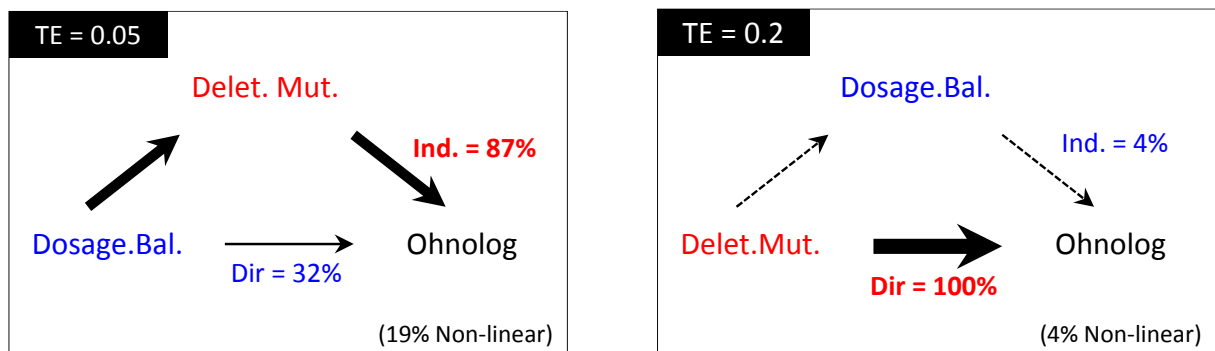 TE = 0.05
Delet. Mut.
Ind. = 87%
Dosage.Bal.
Ohnolog
Dir = 32%
(19% Non-linear)
TE = 0.2
Dosage.Bal.
Ind. = 4%
Delet.Mut.
Ohnolog
Dir = 100%
(4% Non-linear)